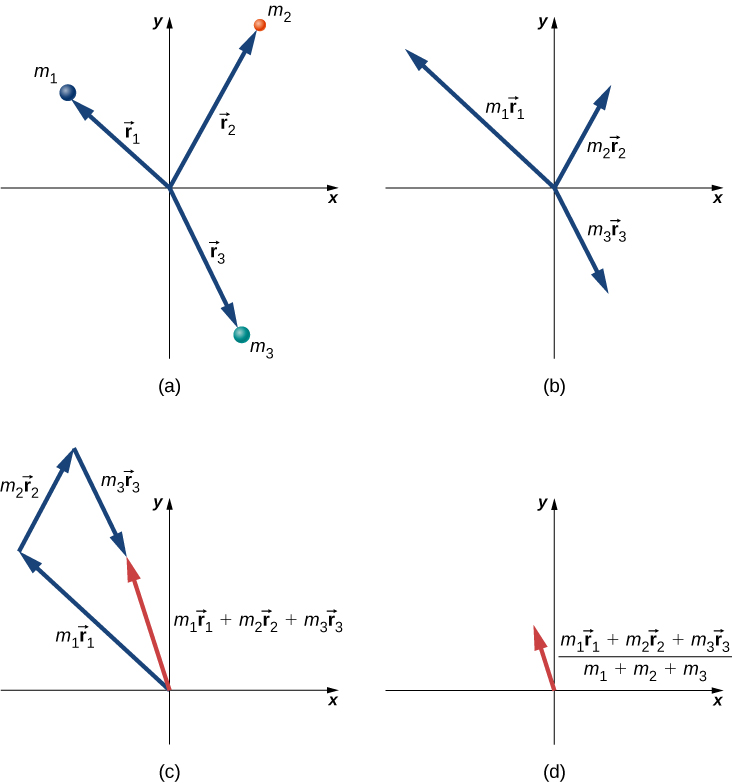 y
m₂
m₁
r⃗₁
r⃗₂
x
r⃗₃
m₃
(a)
y
m₁r⃗₁
m₂r⃗₂
x
m₃r⃗₃
(b)
m₂r⃗₂
m₃r⃗₃
y
m₁r⃗₁ + m₂r⃗₂ + m₃r⃗₃
m₁r⃗₁
x
(c)
y
m₁r⃗₁ + m₂r⃗₂ + m₃r⃗₃
m₁ + m₂ + m₃
x
(d)